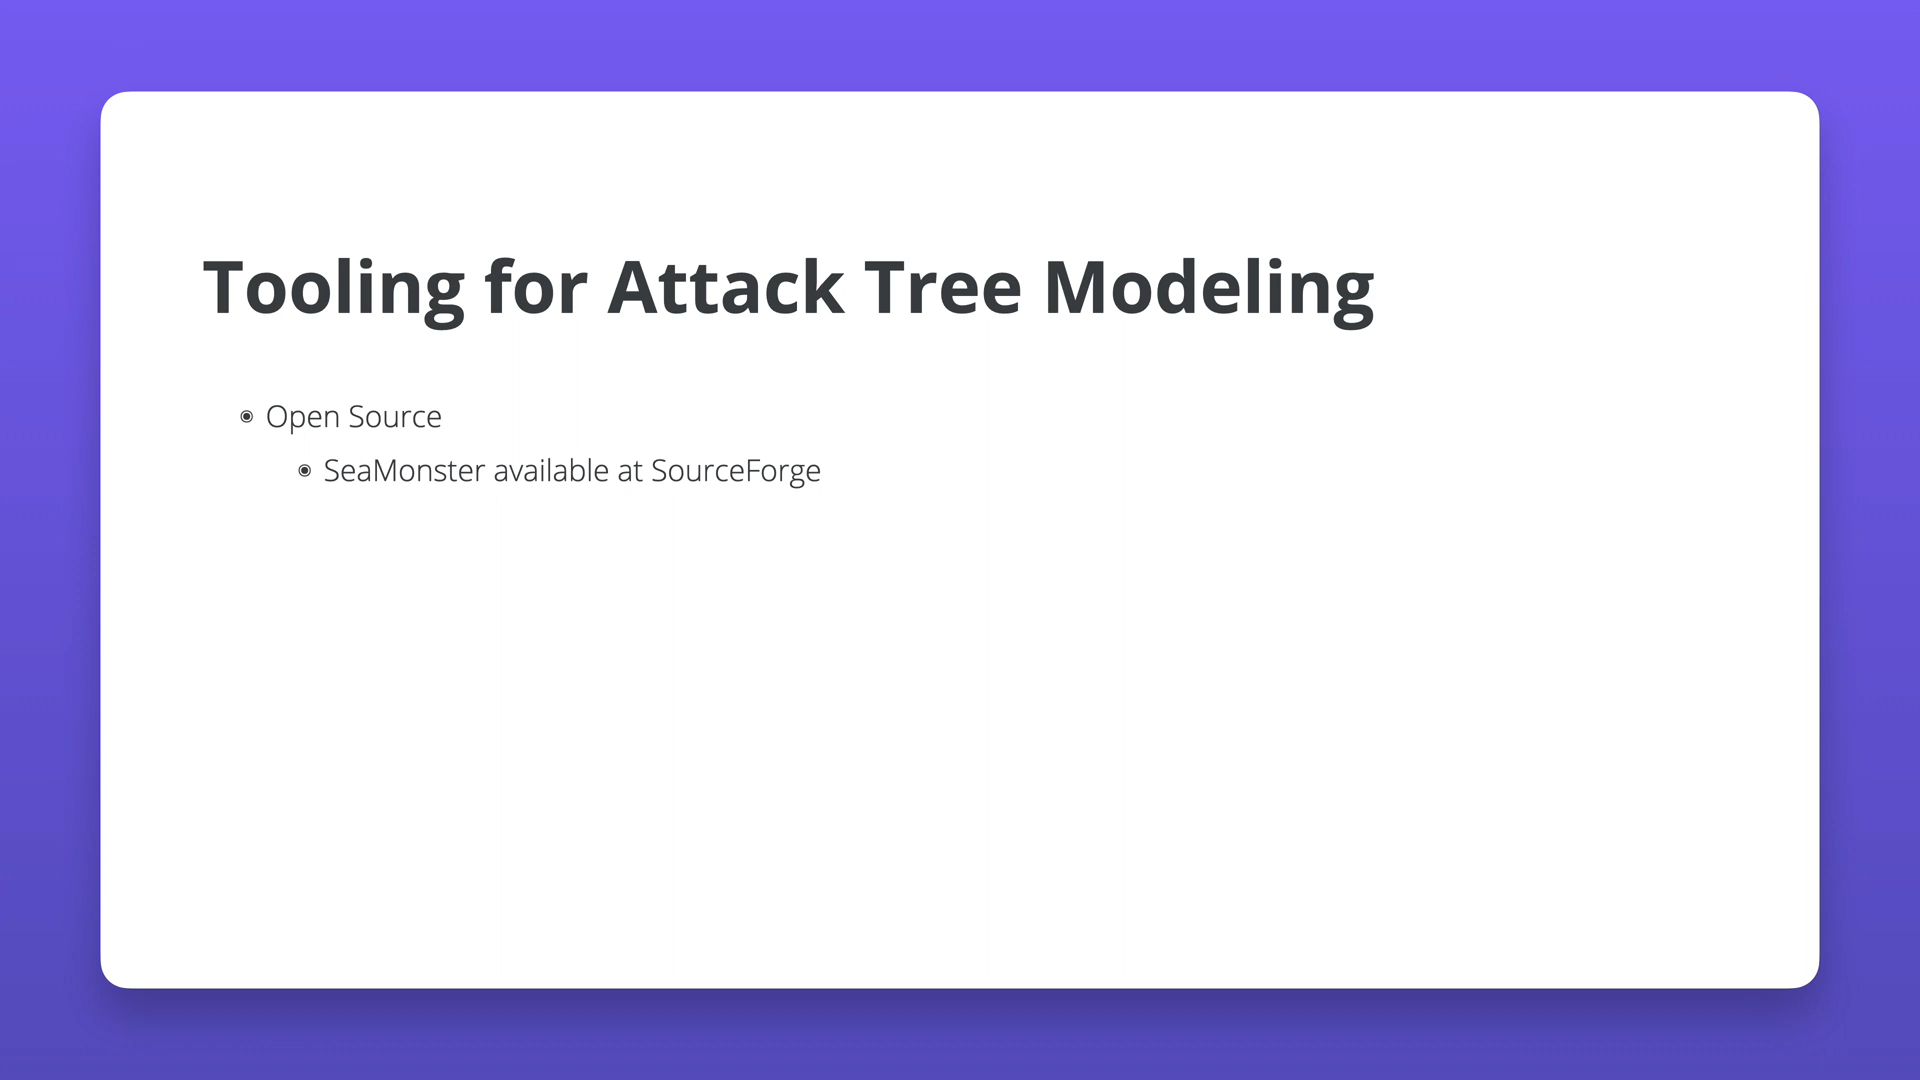 Tooling for Attack Tree Modeling
Open Source
SeaMonster available at SourceForge